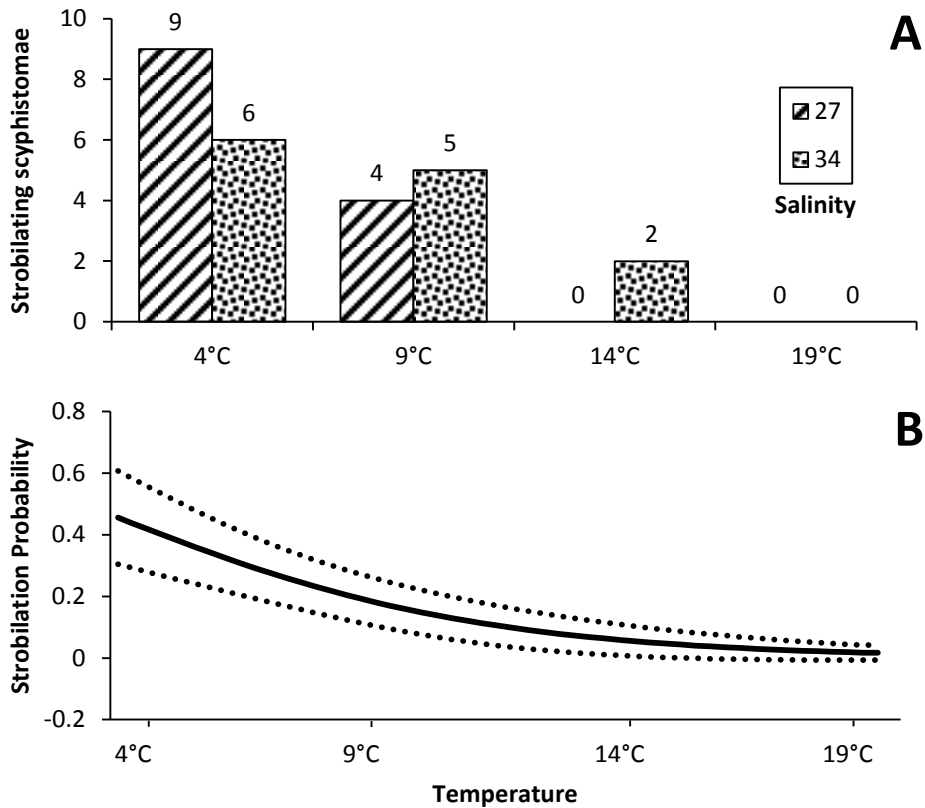 A
Strobilating scyphistomae
10
8
6
4
2
0
9
6
4
5
0
2
0
0
27
34
Salinity
4°C 9°C 14°C 19°C
B
Strobilation Probability
0.8
0.6
0.4
0.2
0
-0.2
4°C 9°C 14°C 19°C
Temperature